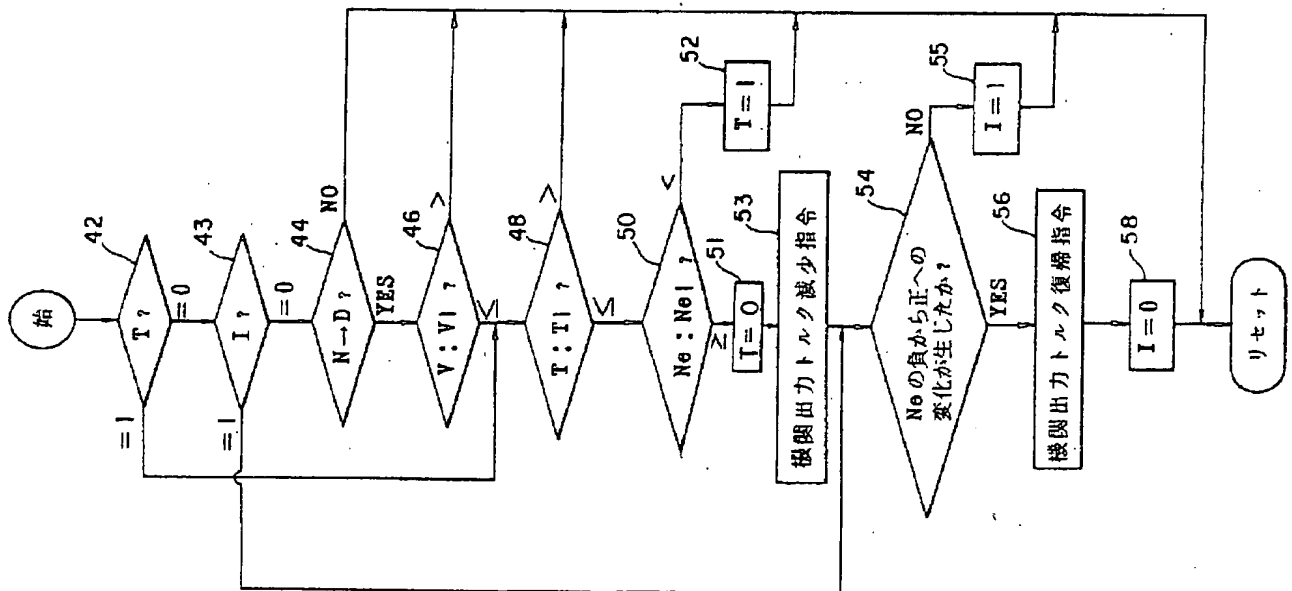 始
42
T?
=1
=0
43
I?
=1
=0
44
N→D?
NO
YES
46
V:V1?
>
≦
48
T:T1?
>
≦
50
Ne:Ne1?
<
≥
52
T=1
51
T=0
53
機関出力トルク減少指令
54
Neの負から正への
変化が生じたか?
NO
YES
55
I=1
56
機関出力トルク復帰指令
58
I=0
リセット